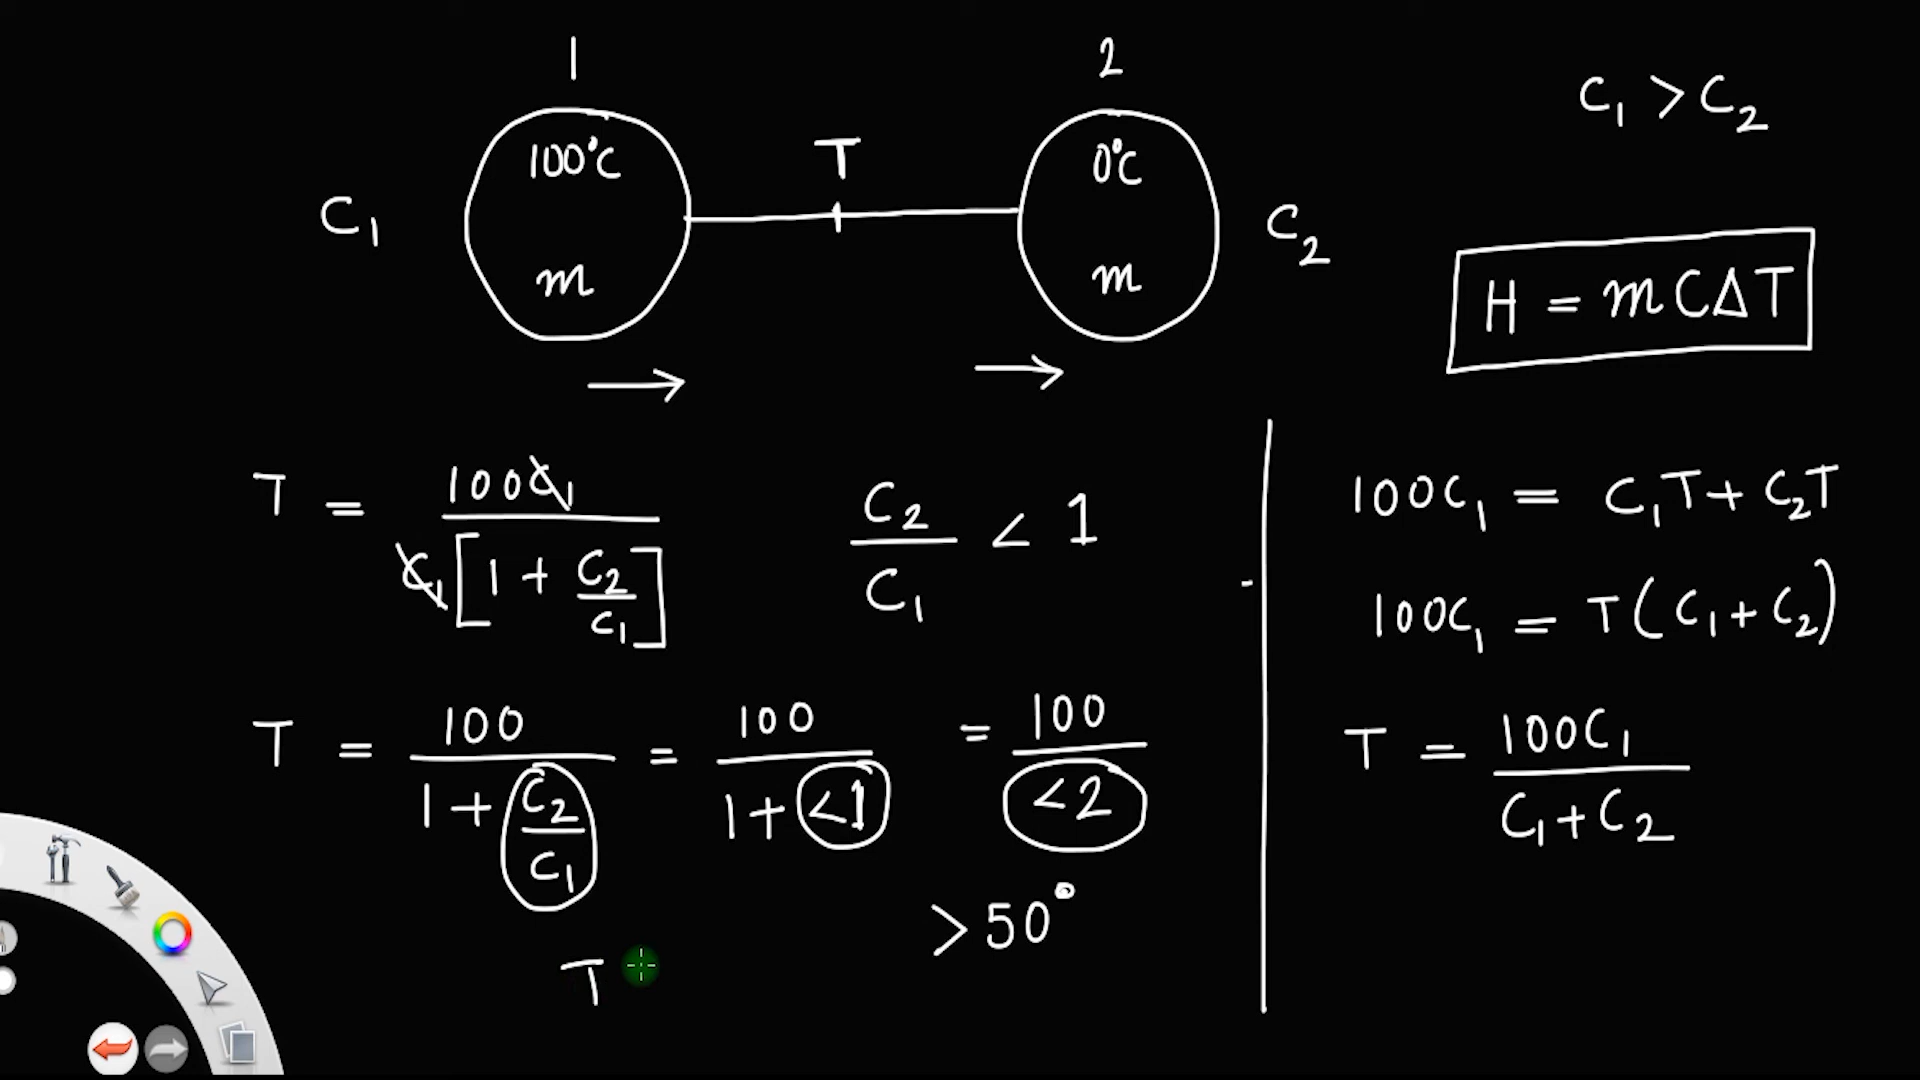 1
2
C₁ > C₂
100°C
T
0°C
C₁
C₂
m
m
H = mCΔT
T = 100C₁ / C₁[1 + C₂/C₁]
C₂/C₁ < 1
T = 100 / (1 + C₂/C₁) = 100 / (1 + <1) = 100 / <2
> 50°
T
100C₁ = C₁T + C₂T
100C₁ = T(C₁ + C₂)
T = 100C₁ / C₁ + C₂